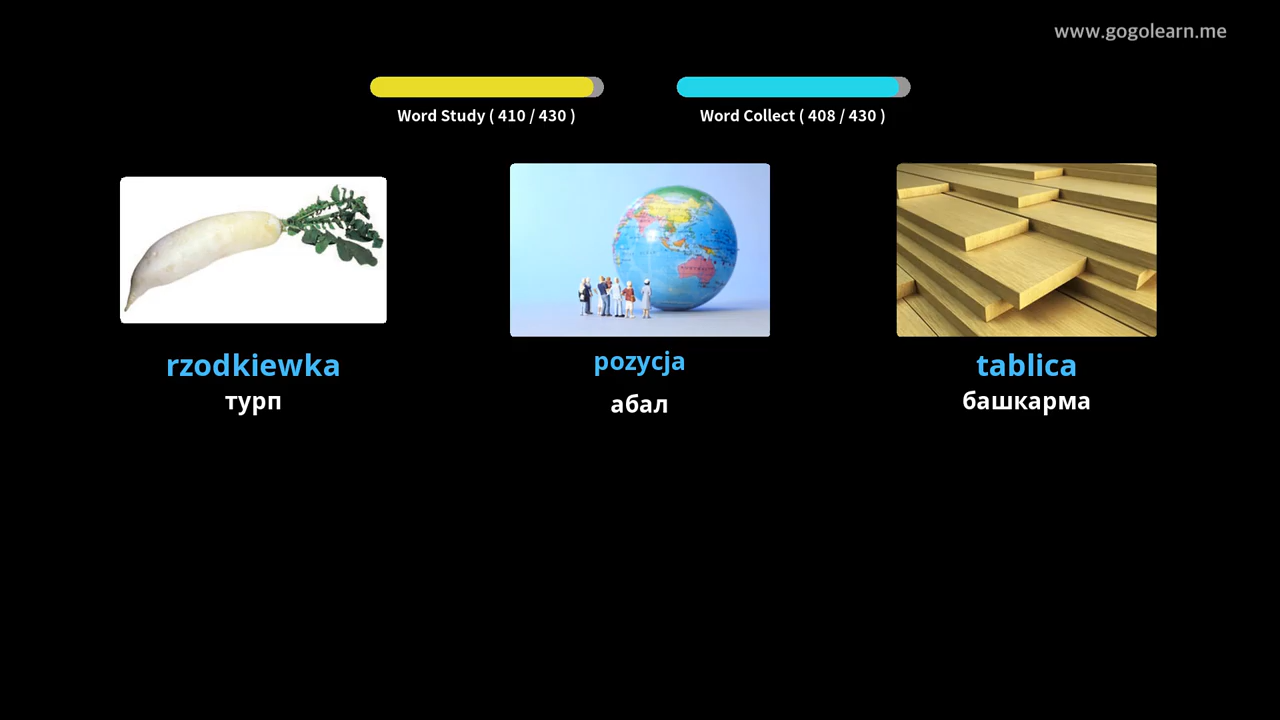 www.gogolearn.me
Word Study ( 410 / 430 )
Word Collect ( 408 / 430 )
rzodkiewka
турп
pozycja
абал
tablica
башкарма